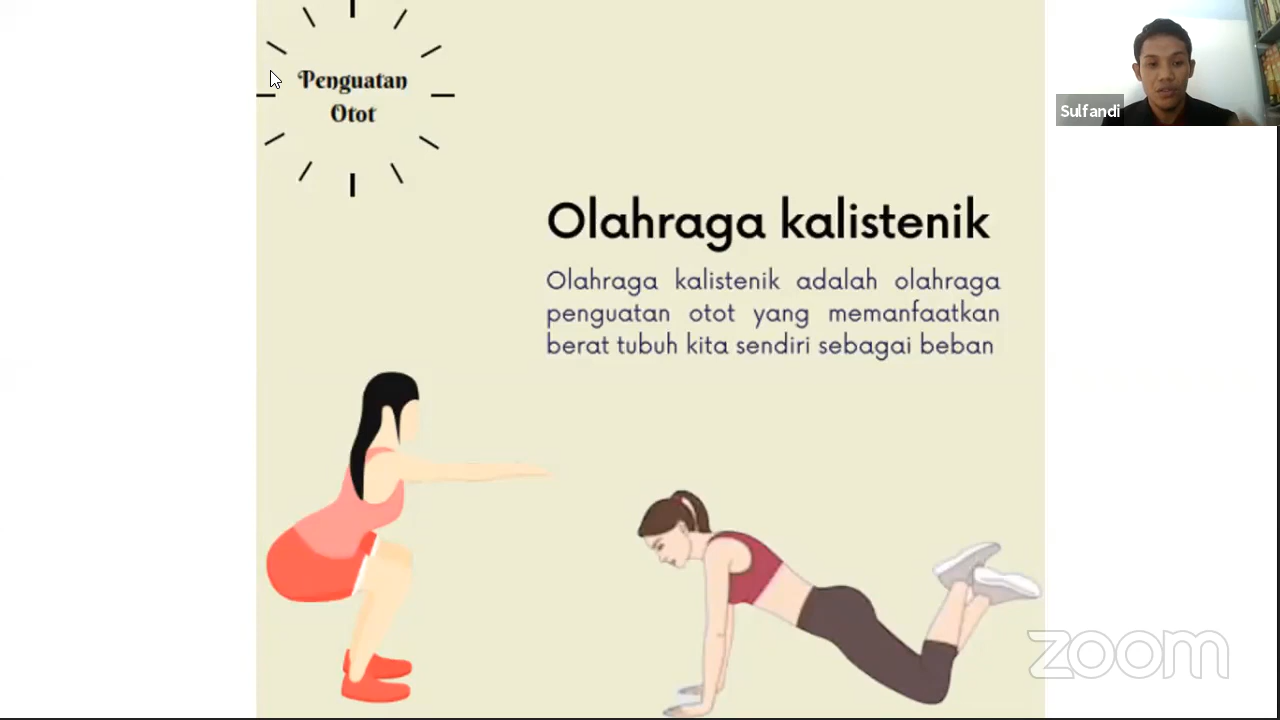 Penguatan
Otot
Sulfandi
Olahraga kalistenik
Olahraga kalistenik adalah olahraga
penguatan otot yang memanfaatkan
berat tubuh kita sendiri sebagai beban
zoom